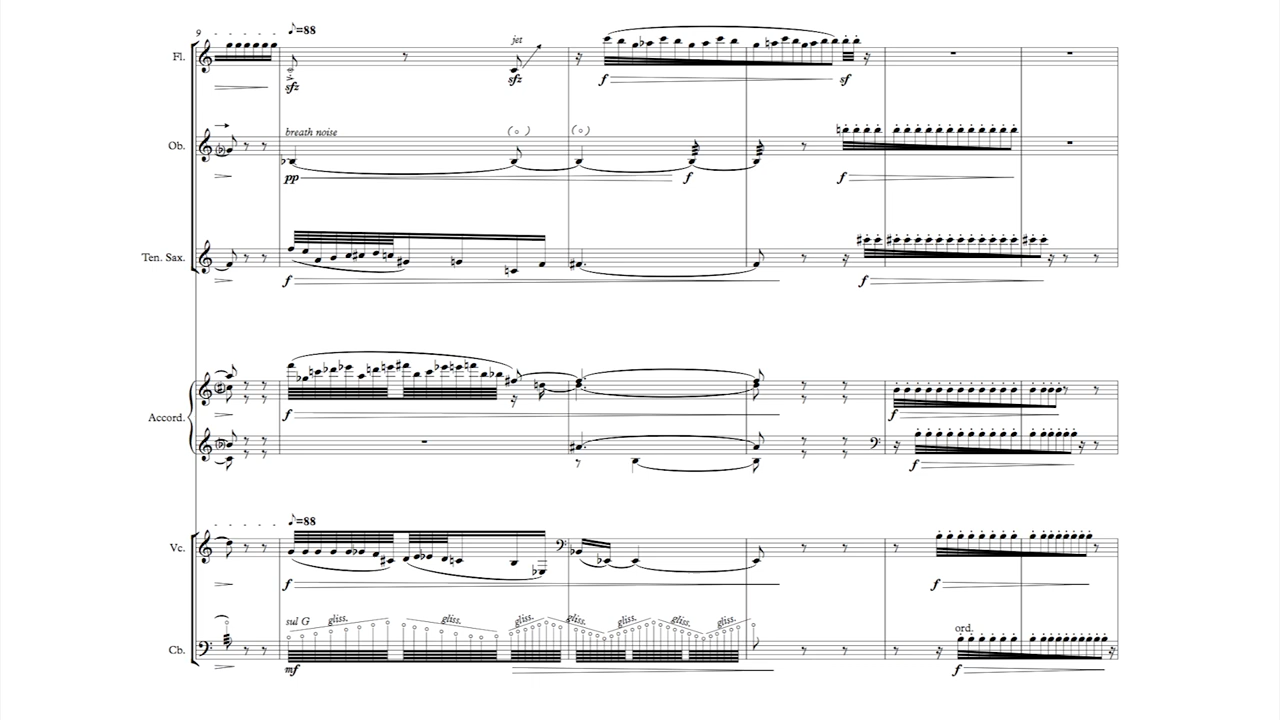 9
♪=88
jet
Fl.
sfz
sfz
f
sf
breath noise
(○)
(○)
Ob.
pp
f
f
Ten. Sax.
f
f
Accord.
f
f
f
♪=88
Vc.
f
f
sul G
gliss.
gliss.
gliss.
gliss.
gliss.
gliss.
gliss.
ord.
Cb.
mf
f